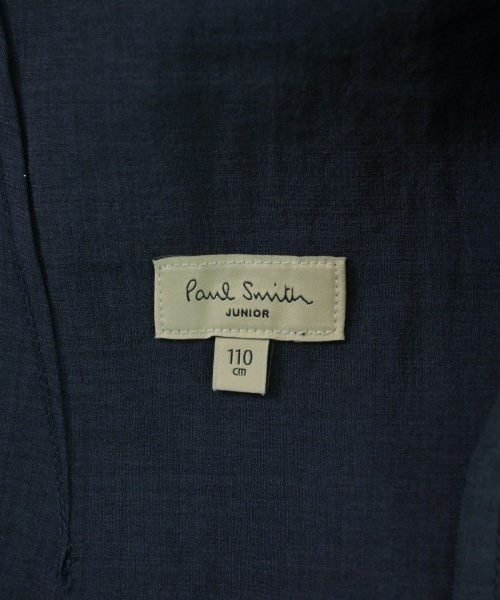 Paul Smith
JUNIOR
110
cm